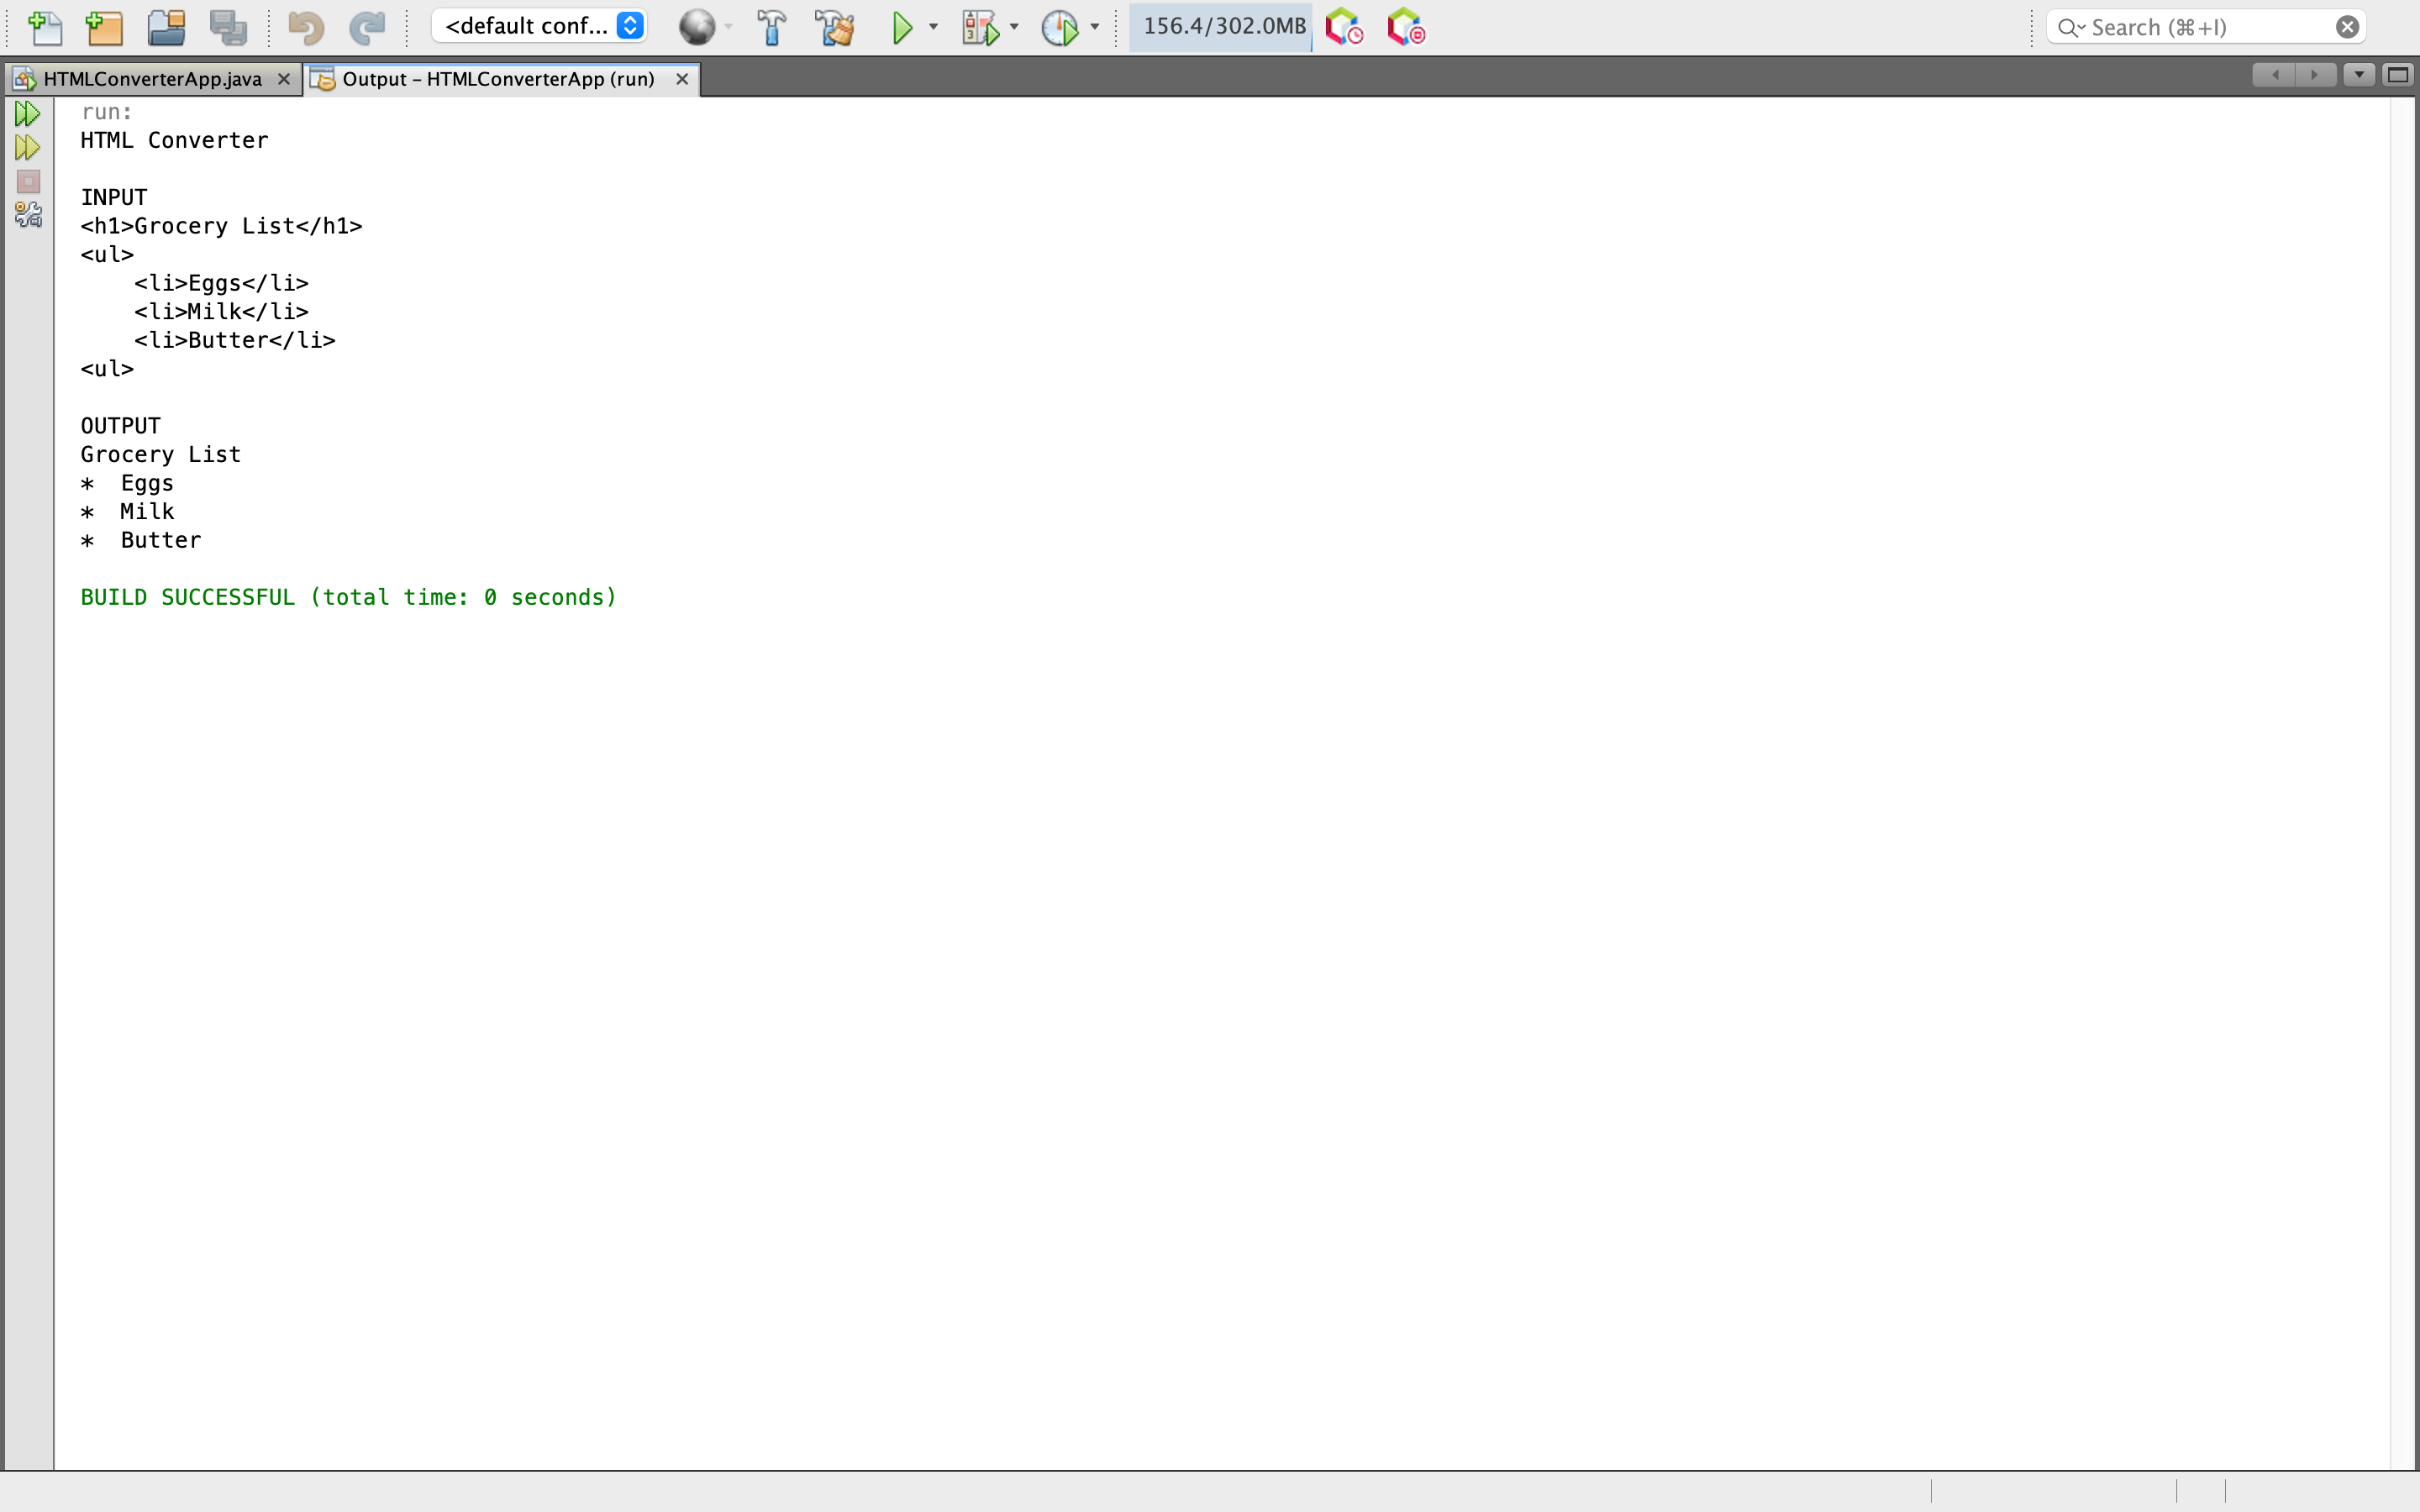 <default conf...
156.4/302.0MB
Search (⌘+I)
HTMLConverterApp.java
Output – HTMLConverterApp (run)
run:
HTML Converter
INPUT
<h1>Grocery List</h1>
<ul>
    <li>Eggs</li>
    <li>Milk</li>
    <li>Butter</li>
<ul>
OUTPUT
Grocery List
*  Eggs
*  Milk
*  Butter
BUILD SUCCESSFUL (total time: 0 seconds)